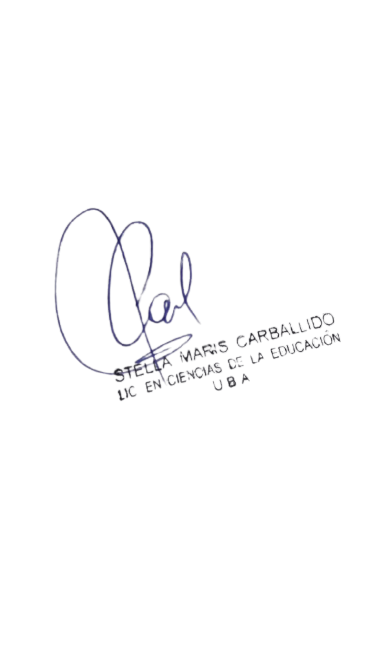 STELLA MARIS CARBALLIDO
LIC EN CIENCIAS DE LA EDUCACIÓN
U B A